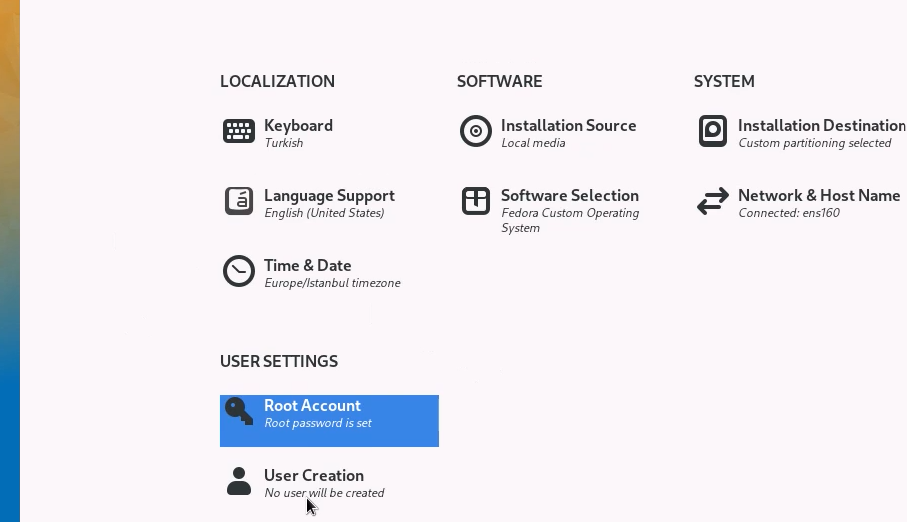 LOCALIZATION
Keyboard
Turkish
Language Support
English (United States)
Time & Date
Europe/Istanbul timezone
SOFTWARE
Installation Source
Local media
Software Selection
Fedora Custom Operating
System
SYSTEM
Installation Destination
Custom partitioning selected
Network & Host Name
Connected: ens160
USER SETTINGS
Root Account
Root password is set
User Creation
No user will be created